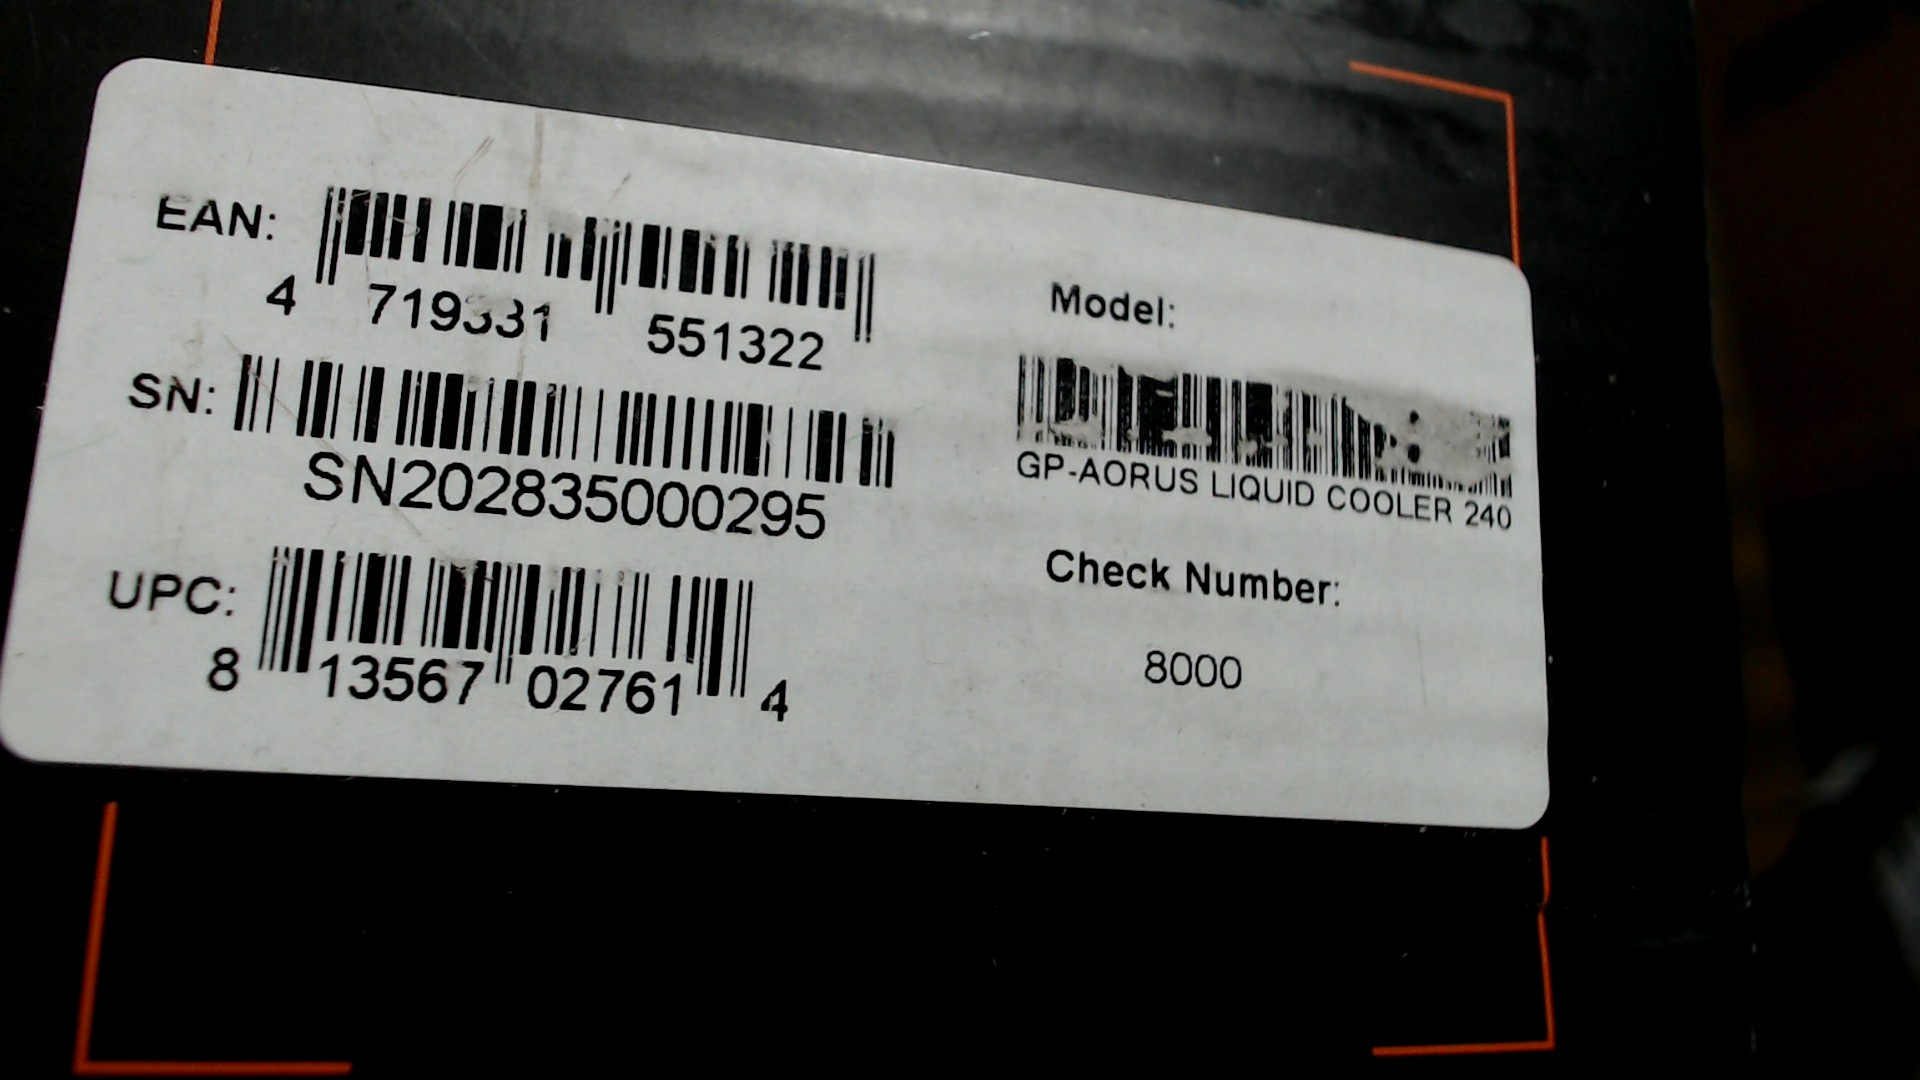 EAN:
4 719331 551322
SN:
SN202835000295
UPC:
8 13567 02761 4
Model:
GP-AORUS LIQUID COOLER 240
Check Number:
8000